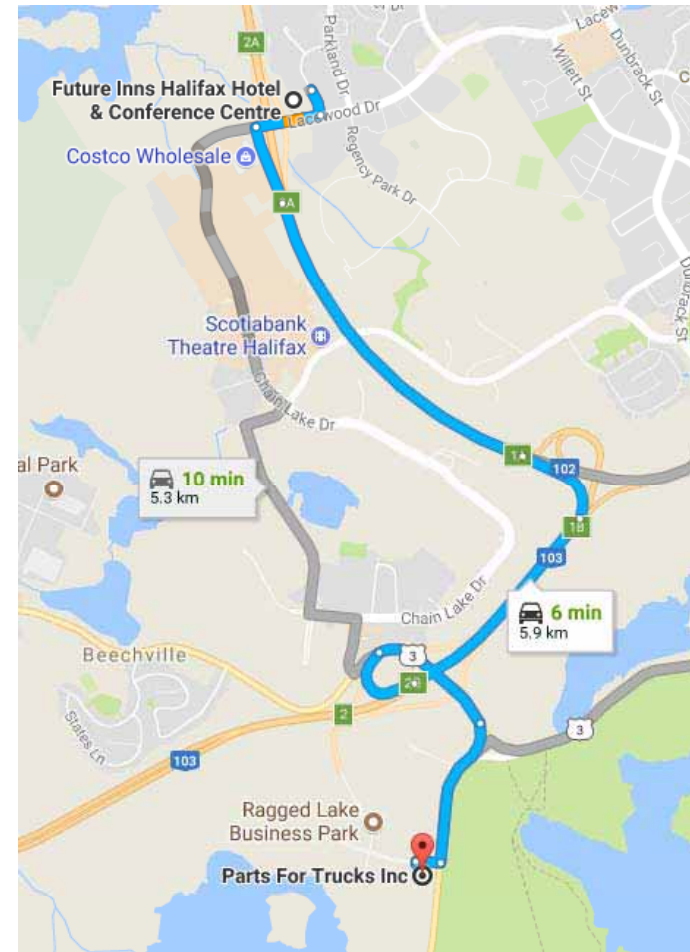 2A
Parkland Dr
Willett St
Dunbrack St
Future Inns Halifax Hotel
& Conference Centre
Lacewood Dr
Costco Wholesale
Regency Park Dr
Dunbrack St
Scotiabank
Theatre Halifax
Chain Lake Dr
al Park
10 min
5.3 km
1A
102
1B
103
Chain Lake Dr
6 min
5.9 km
3
Beechville
2
3
States Ln
103
Ragged Lake
Business Park
Parts For Trucks Inc